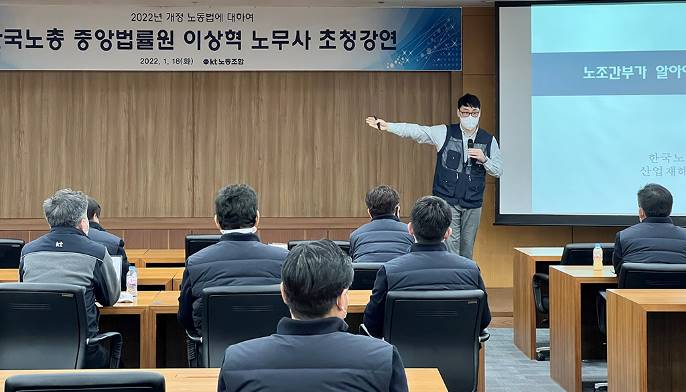 2022년 개정 노동법에 대하여
한국노총 중앙법률원 이상혁 노무사 초청강연
2022. 1. 18(화) kt 노동조합
노조간부가 알아야
한국노
산업재해
kt